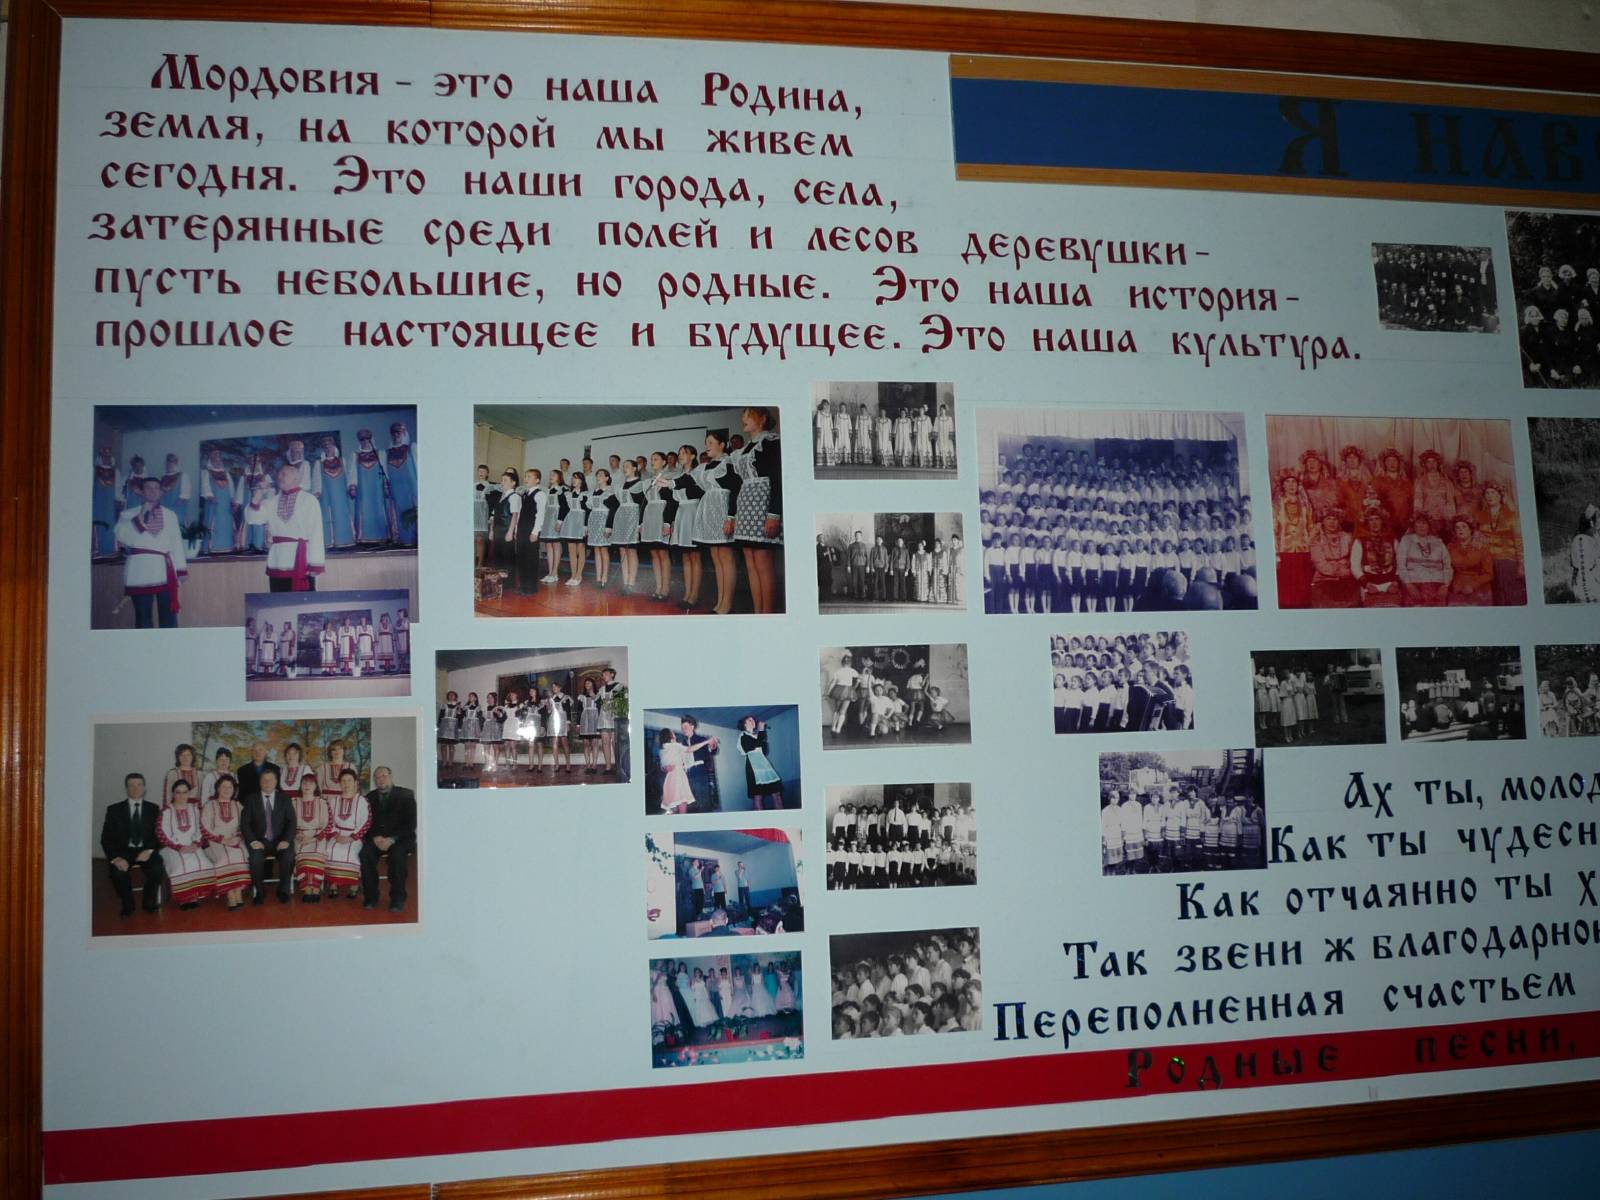 Мордовия - это наша Родина,
земля, на которой мы живем
сегодня. Это наши города, села,
затерянные среди полей и лесов деревушки -
пусть небольшие, но родные. Это наша история -
прошлое настоящее и будущее. Это наша культура.
Я нав
50
Ах ты, молод
Как ты чудесн
Как отчаянно ты х
Так звени ж благодарно
Переполненная счастьем
Родные песни,